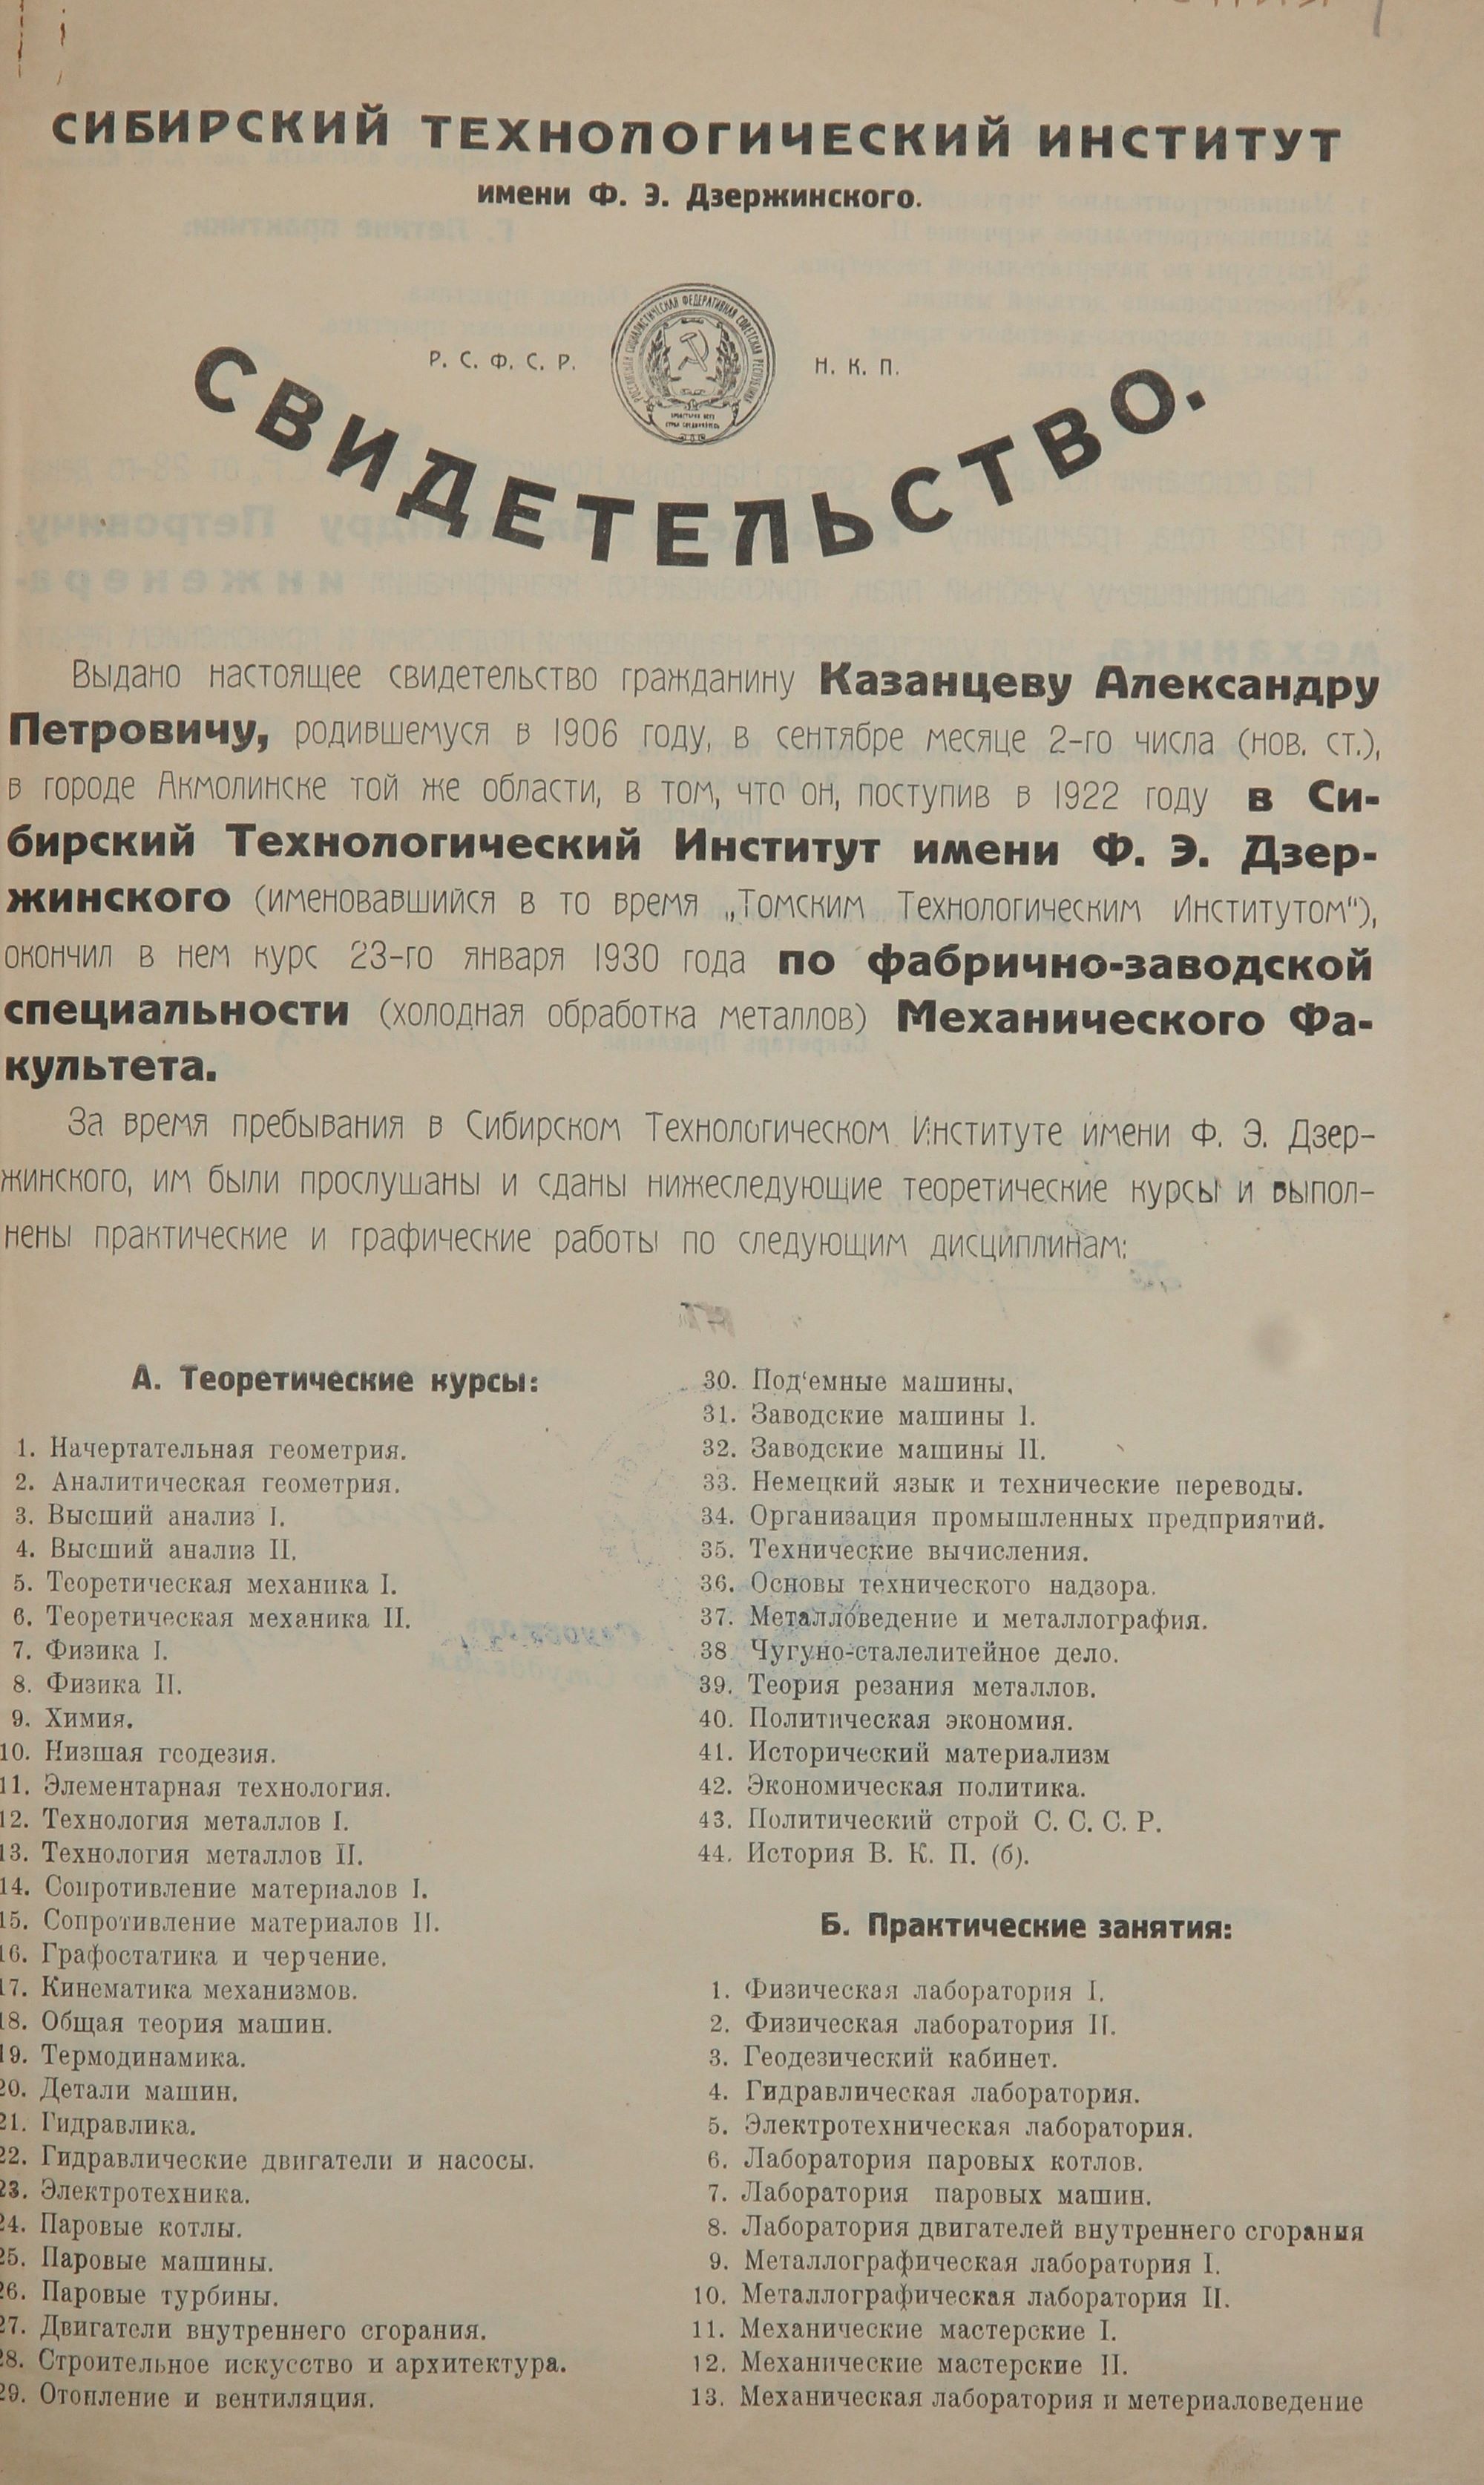 СИБИРСКИЙ ТЕХНОЛОГИЧЕСКИЙ ИНСТИТУТ
имени Ф. Э. Дзержинского.
Р. С. Ф. С. Р.
Н. К. П.
СВИДЕТЕЛЬСТВО.
Выдано настоящее свидетельство гражданину Казанцеву Александру
Петровичу, родившемуся в 1906 году, в сентябре месяце 2-го числа (нов. ст.),
в городе Акмолинске той же области, в том, что он, поступив в 1922 году в Си-
бирский Технологический Институт имени Ф. Э. Дзер-
жинского (именовавшийся в то время „Томским Технологическим Институтом"),
окончил в нем курс 23-го января 1930 года по фабрично-заводской
специальности (холодная обработка металлов) Механического Фа-
культета.
За время пребывания в Сибирском Технологическом Институте имени Ф. Э. Дзер-
жинского, им были прослушаны и сданы нижеследующие теоретические курсы и выпол-
нены практические и графические работы по следующим дисциплинам:
А. Теоретические курсы:
1. Начертательная геометрия.
2. Аналитическая геометрия.
3. Высший анализ I.
4. Высший анализ II.
5. Теоретическая механика I.
6. Теоретическая механика II.
7. Физика I.
8. Физика II.
9. Химия.
10. Низшая геодезия.
11. Элементарная технология.
12. Технология металлов I.
13. Технология металлов II.
14. Сопротивление материалов I.
15. Сопротивление материалов II.
16. Графостатика и черчение.
17. Кинематика механизмов.
18. Общая теория машин.
19. Термодинамика.
20. Детали машин.
21. Гидравлика.
22. Гидравлические двигатели и насосы.
23. Электротехника.
24. Паровые котлы.
25. Паровые машины.
26. Паровые турбины.
27. Двигатели внутреннего сгорания.
28. Строительное искусство и архитектура.
29. Отопление и вентиляция.
30. Под'емные машины.
31. Заводские машины I.
32. Заводские машины II.
33. Немецкий язык и технические переводы.
34. Организация промышленных предприятий.
35. Технические вычисления.
36. Основы технического надзора.
37. Металловедение и металлография.
38 Чугуно-сталелитейное дело.
39. Теория резания металлов.
40. Политическая экономия.
41. Исторический материализм
42. Экономическая политика.
43. Политический строй С. С. С. Р.
44. История В. К. П. (б).
Б. Практические занятия:
1. Физическая лаборатория I.
2. Физическая лаборатория II.
3. Геодезический кабинет.
4. Гидравлическая лаборатория.
5. Электротехническая лаборатория.
6. Лаборатория паровых котлов.
7. Лаборатория паровых машин.
8. Лаборатория двигателей внутреннего сгорания
9. Металлографическая лаборатория I.
10. Металлографическая лаборатория II.
11. Механические мастерские I.
12. Механические мастерские II.
13. Механическая лаборатория и метериаловедение